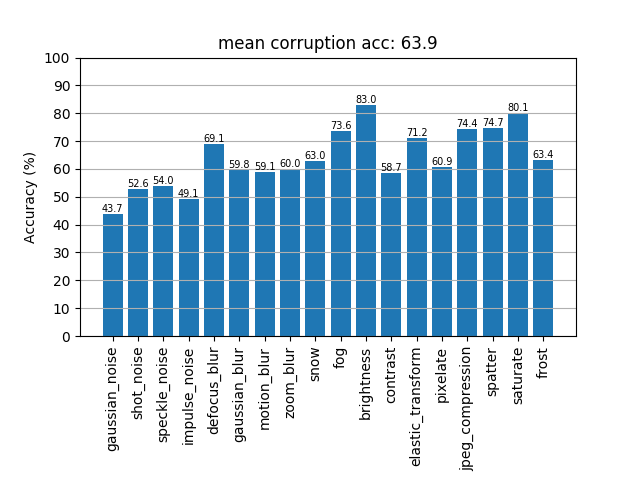 mean corruption acc: 63.9
Accuracy (%)
100
90
80
70
60
50
40
30
20
10
0
43.7
52.6
54.0
49.1
69.1
59.8
59.1
60.0
63.0
73.6
83.0
58.7
71.2
60.9
74.4
74.7
80.1
63.4
gaussian_noise
shot_noise
speckle_noise
impulse_noise
defocus_blur
gaussian_blur
motion_blur
zoom_blur
snow
fog
brightness
contrast
elastic_transform
pixelate
jpeg_compression
spatter
saturate
frost